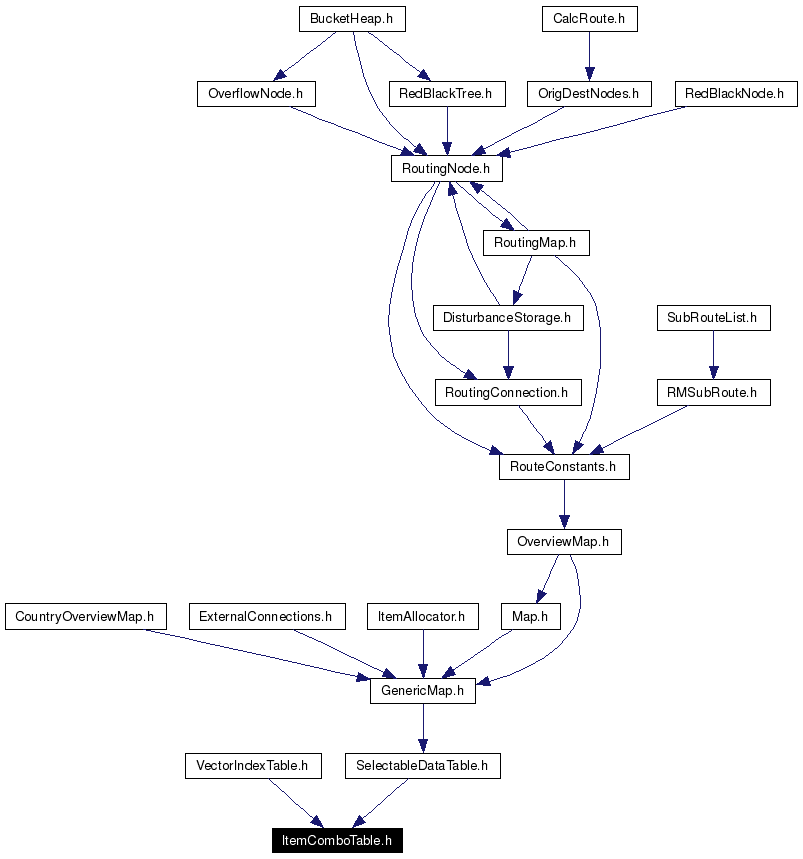 BucketHeap.h
CalcRoute.h
OverflowNode.h
RedBlackTree.h
OrigDestNodes.h
RedBlackNode.h
RoutingNode.h
RoutingMap.h
DisturbanceStorage.h
SubRouteList.h
RoutingConnection.h
RMSubRoute.h
RouteConstants.h
OverviewMap.h
CountryOverviewMap.h
ExternalConnections.h
ItemAllocator.h
Map.h
GenericMap.h
VectorIndexTable.h
SelectableDataTable.h
ItemComboTable.h